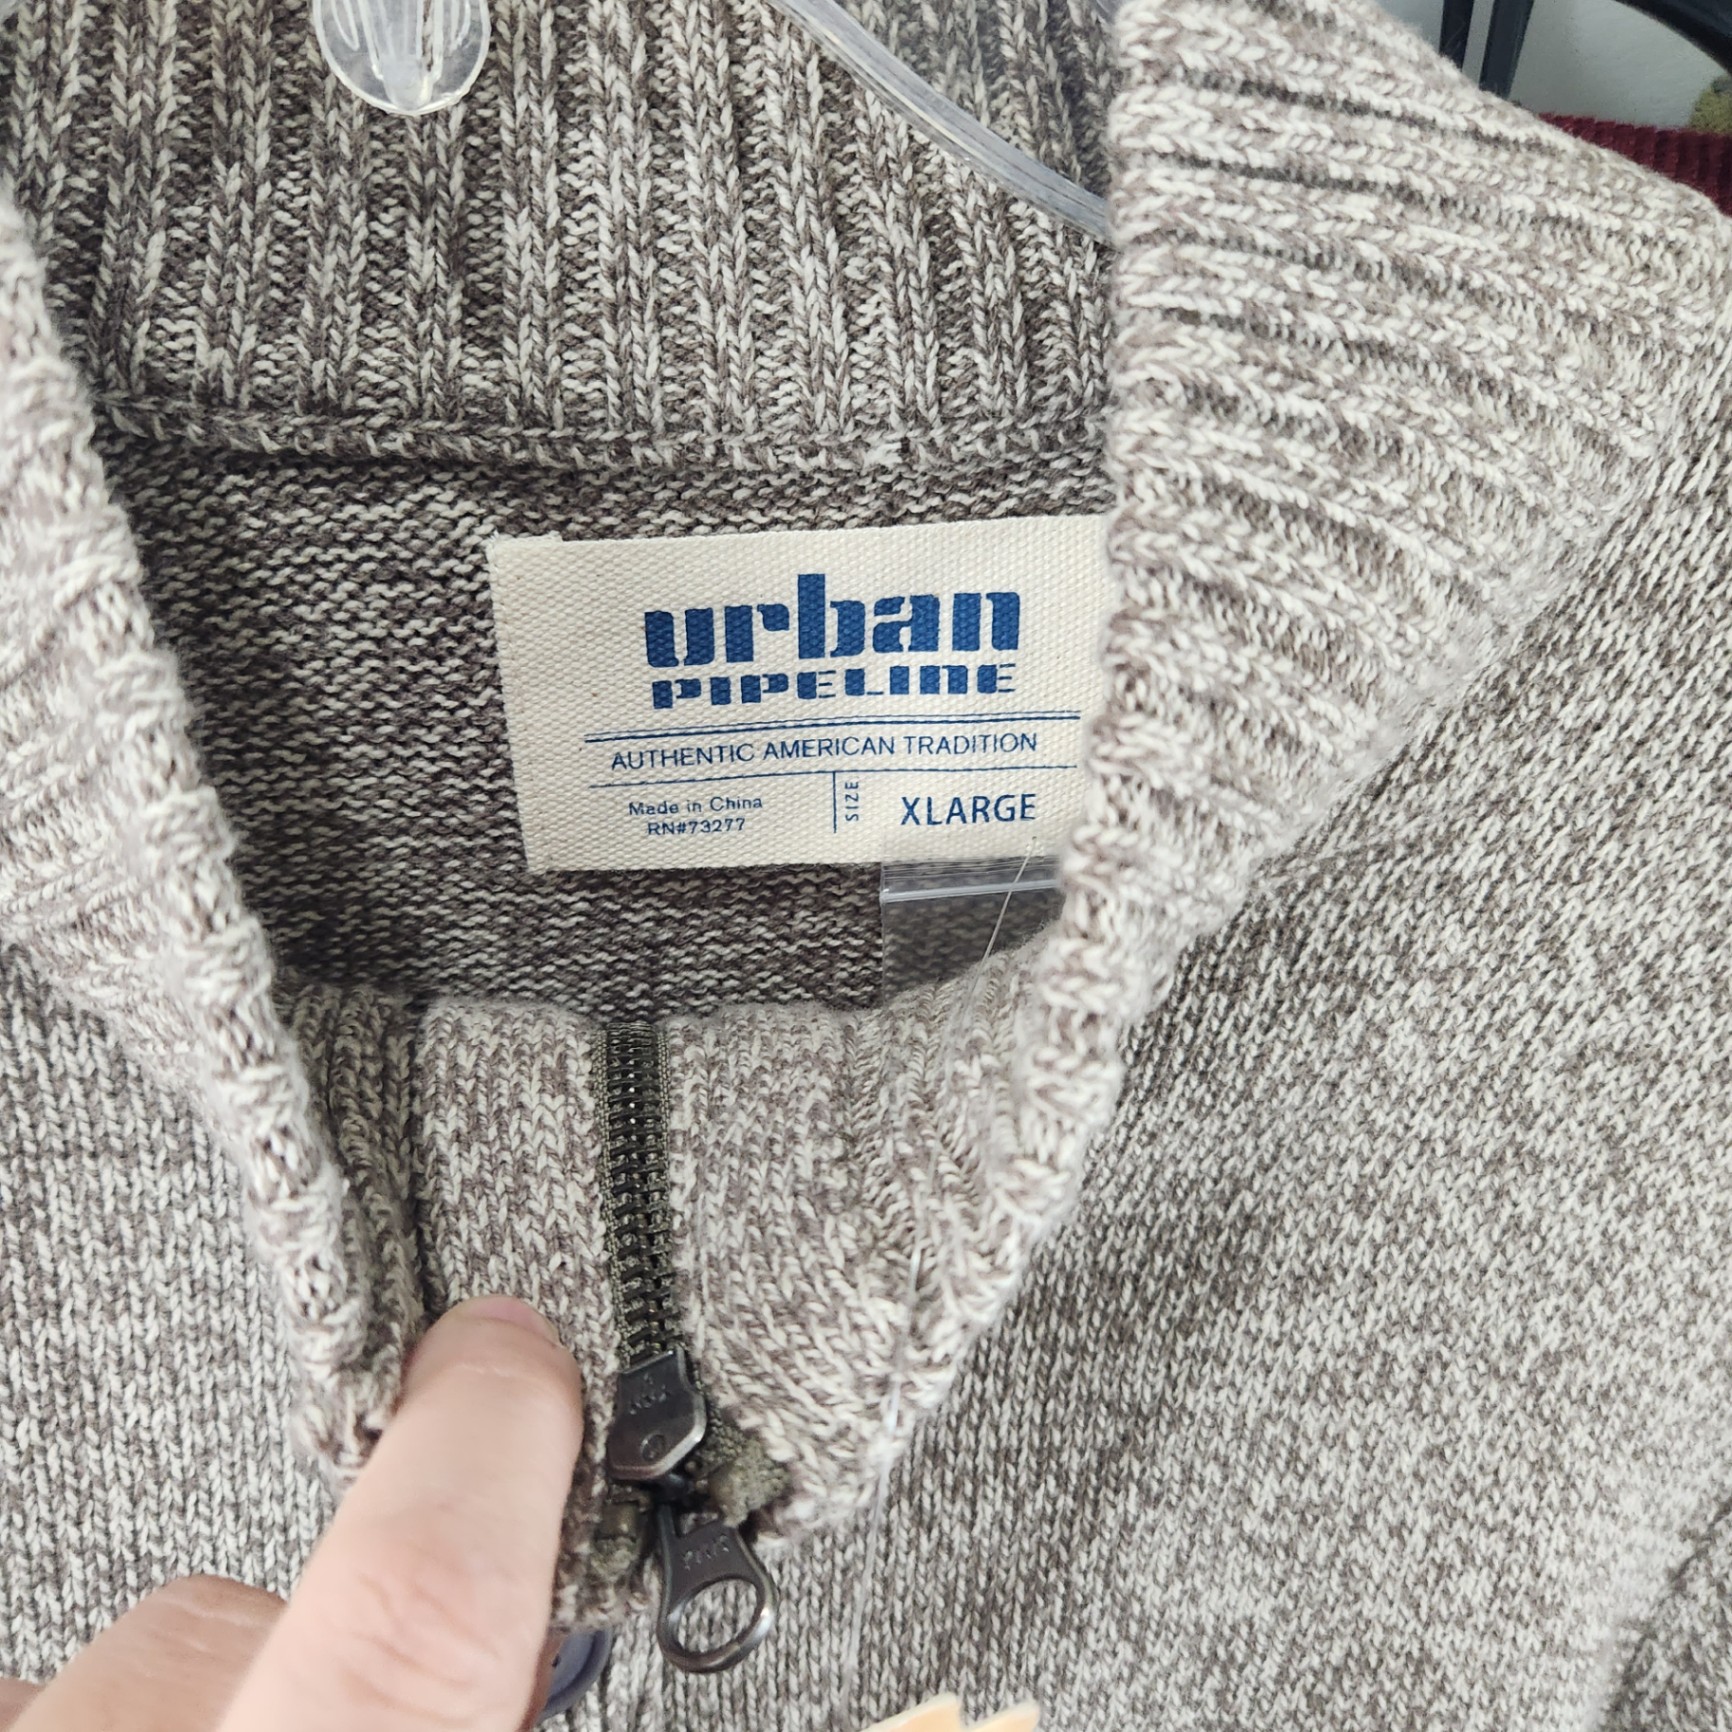 urban
PIPELINE
AUTHENTIC AMERICAN TRADITION
Made in China
RN#73277
SIZE
XLARGE